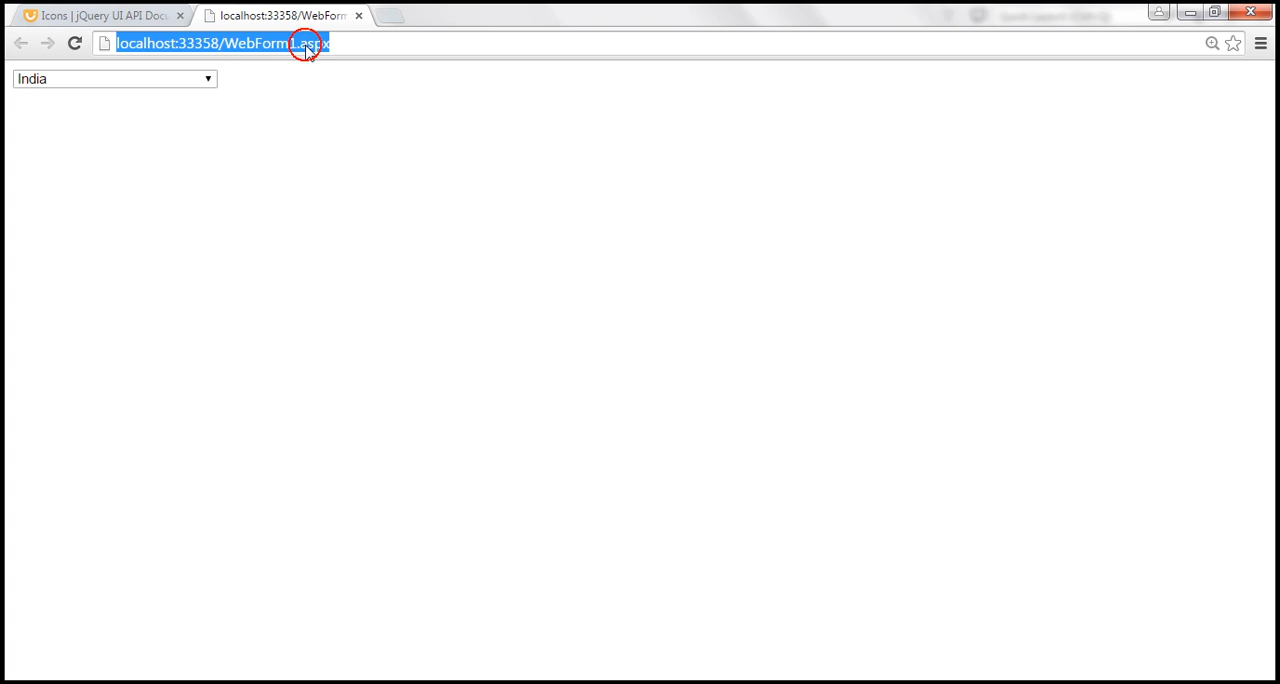 Icons | jQuery UI API Docu
localhost:33358/WebForm
localhost:33358/WebForm1.aspx
India